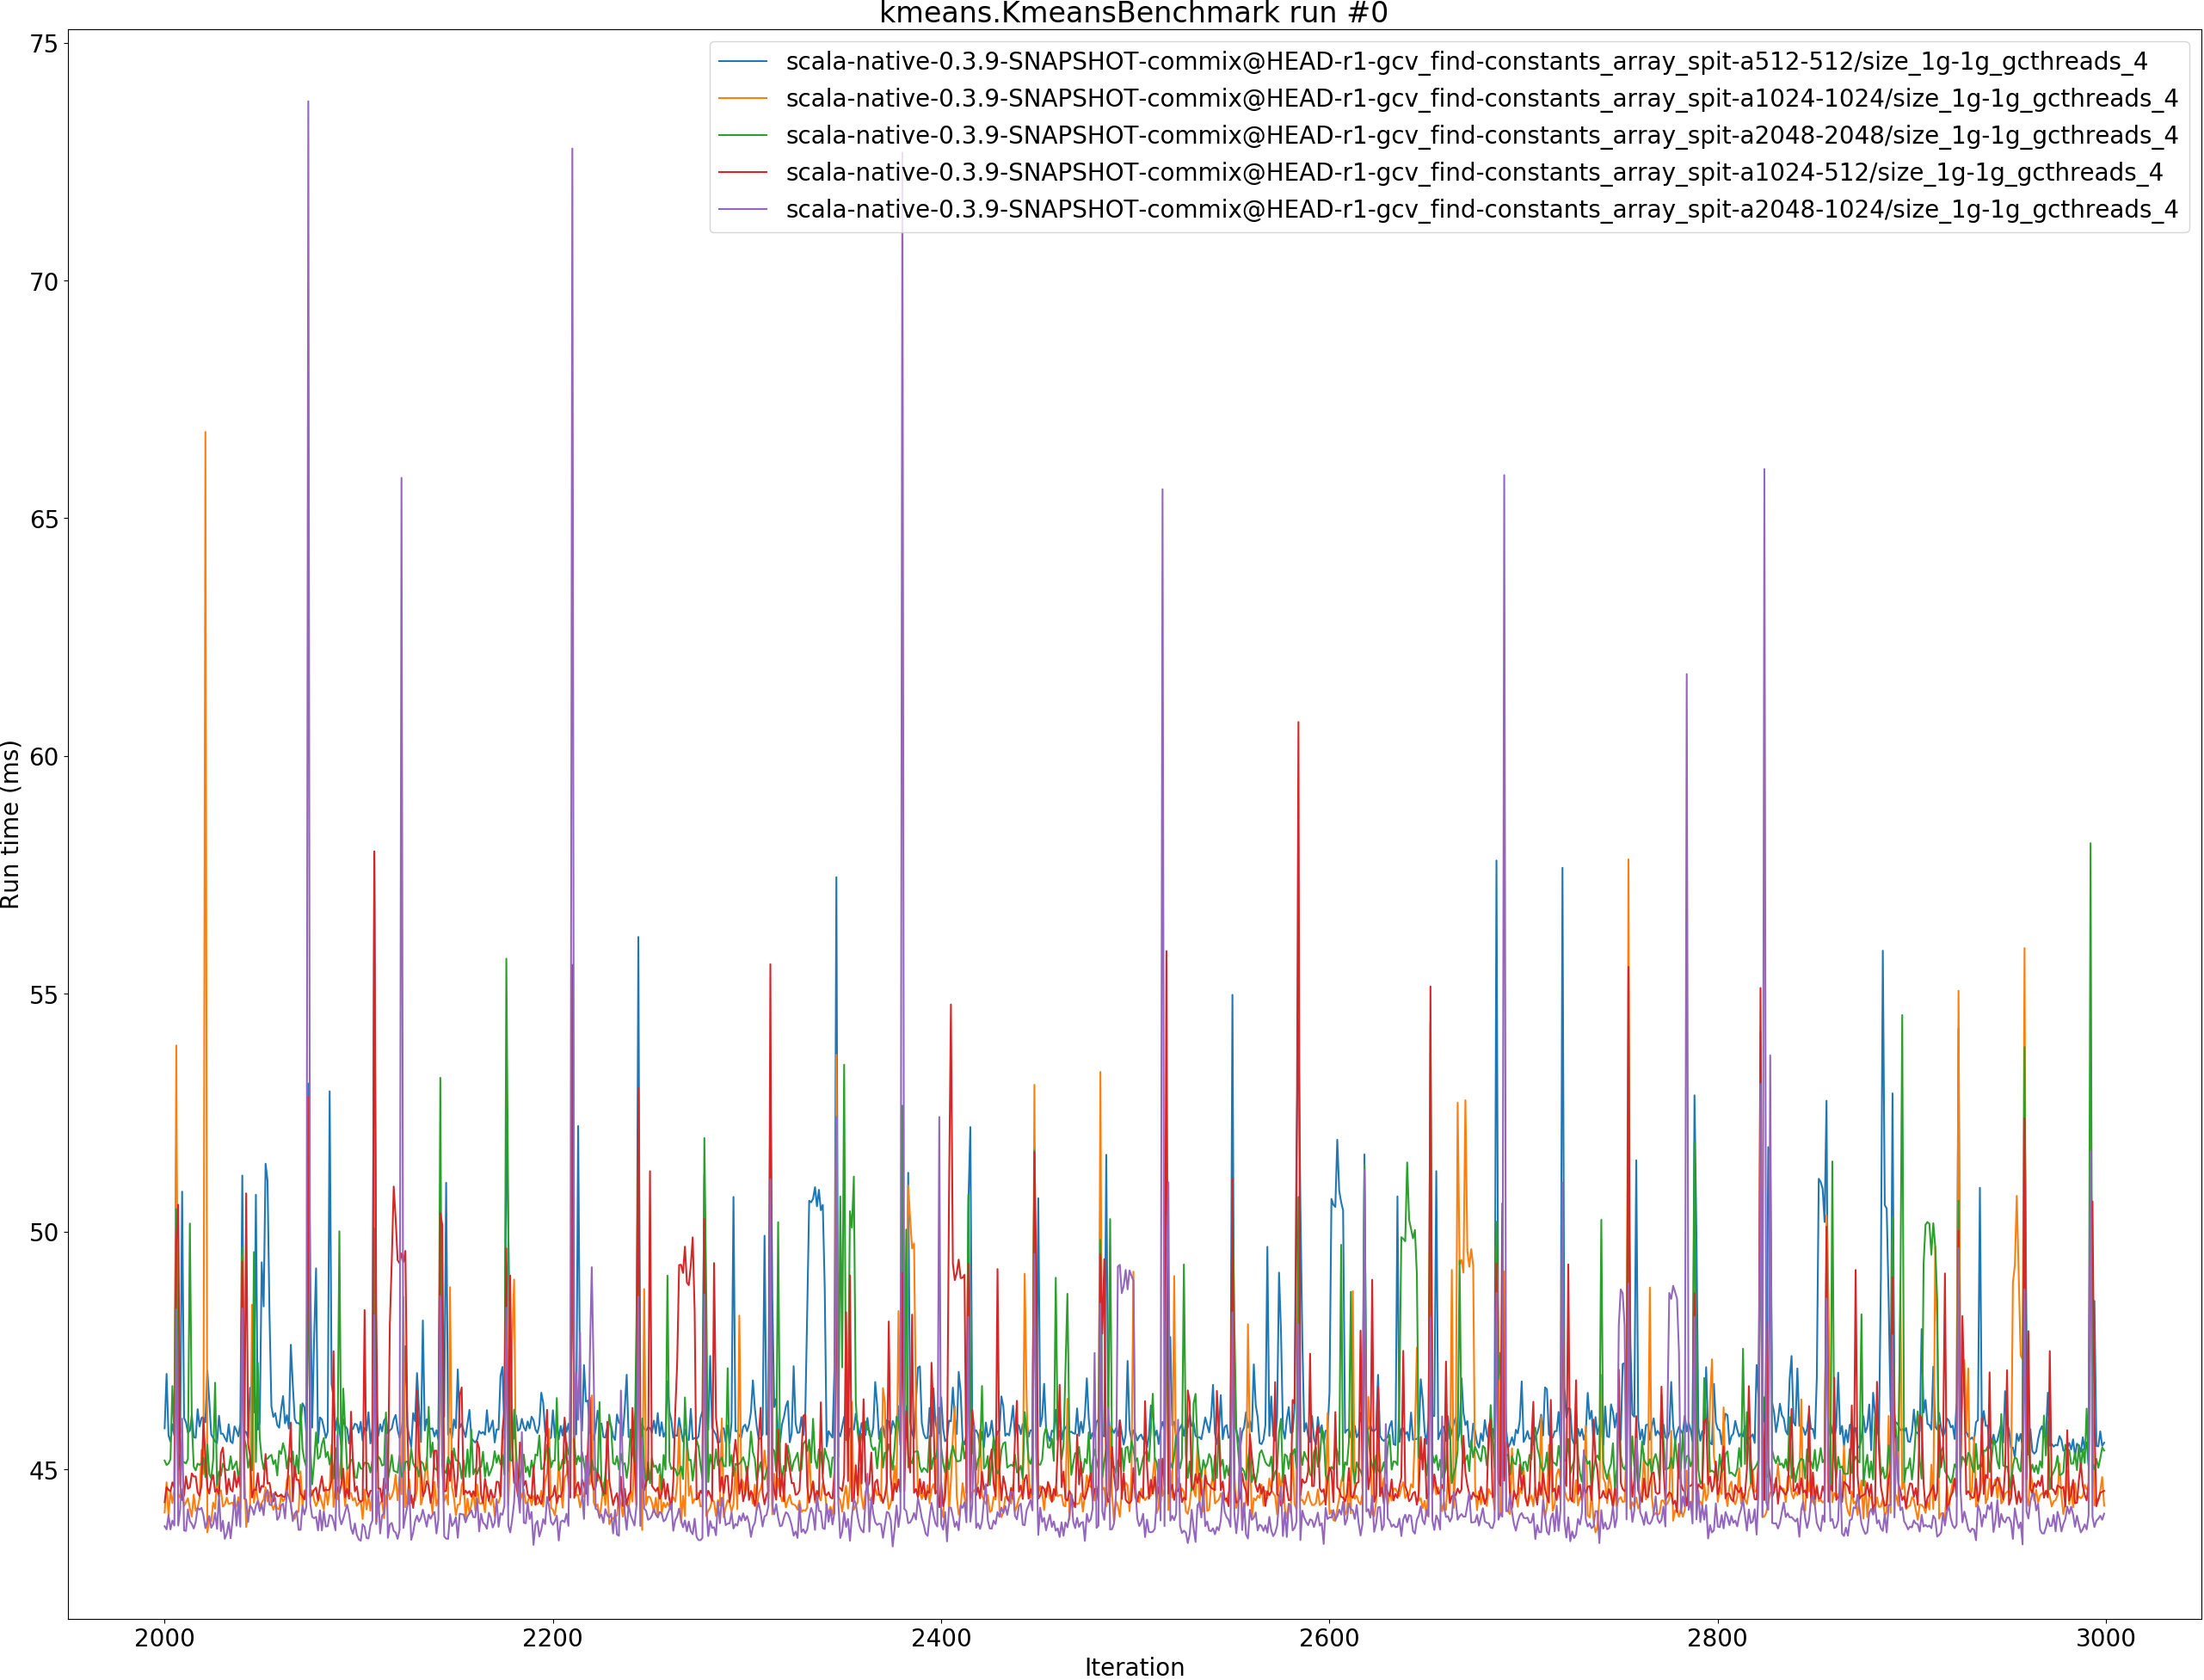 kmeans.KmeansBenchmark run #0
scala-native-0.3.9-SNAPSHOT-commix@HEAD-r1-gcv_find-constants_array_spit-a512-512/size_1g-1g_gcthreads_4
scala-native-0.3.9-SNAPSHOT-commix@HEAD-r1-gcv_find-constants_array_spit-a1024-1024/size_1g-1g_gcthreads_4
scala-native-0.3.9-SNAPSHOT-commix@HEAD-r1-gcv_find-constants_array_spit-a2048-2048/size_1g-1g_gcthreads_4
scala-native-0.3.9-SNAPSHOT-commix@HEAD-r1-gcv_find-constants_array_spit-a1024-512/size_1g-1g_gcthreads_4
scala-native-0.3.9-SNAPSHOT-commix@HEAD-r1-gcv_find-constants_array_spit-a2048-1024/size_1g-1g_gcthreads_4
75
70
65
60
55
50
45
Run time (ms)
2000 2200 2400 2600 2800 3000
Iteration